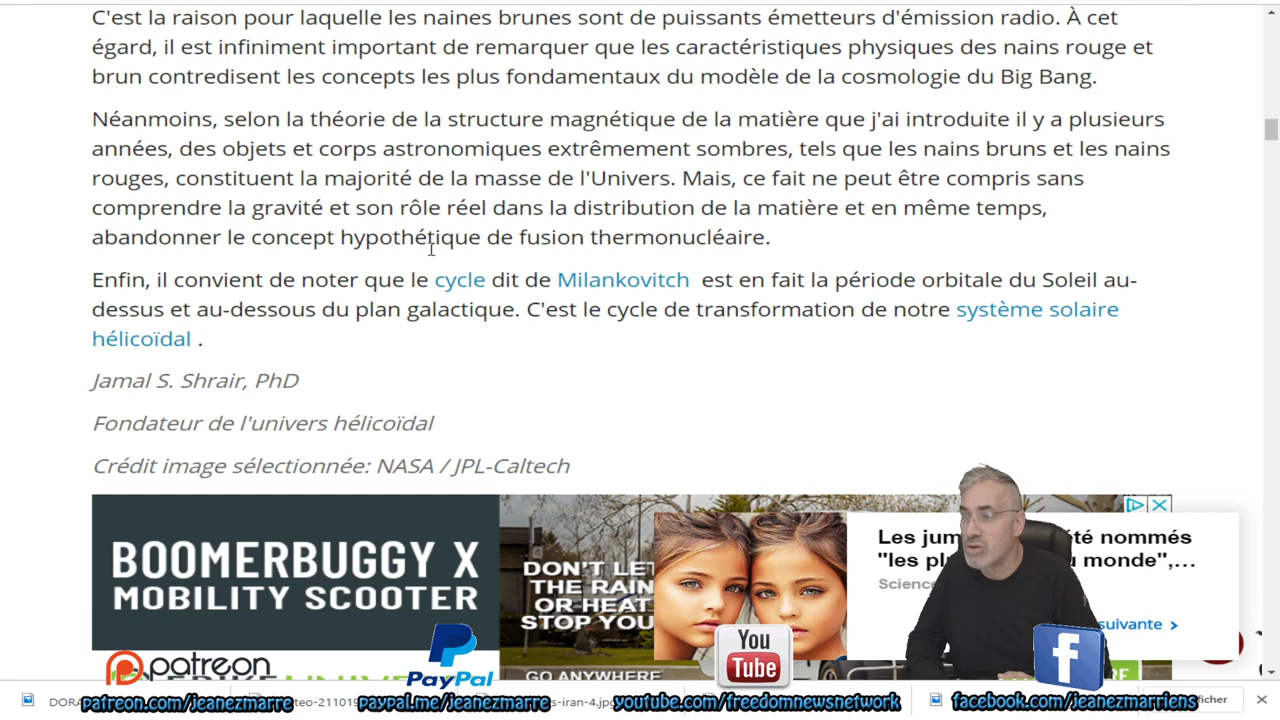 C'est la raison pour laquelle les naines brunes sont de puissants émetteurs d'émission radio. À cet
égard, il est infiniment important de remarquer que les caractéristiques physiques des nains rouge et
brun contredisent les concepts les plus fondamentaux du modèle de la cosmologie du Big Bang.
Néanmoins, selon la théorie de la structure magnétique de la matière que j'ai introduite il y a plusieurs
années, des objets et corps astronomiques extrêmement sombres, tels que les nains bruns et les nains
rouges, constituent la majorité de la masse de l'Univers. Mais, ce fait ne peut être compris sans
comprendre la gravité et son rôle réel dans la distribution de la matière et en même temps,
abandonner le concept hypothétique de fusion thermonucléaire.
Enfin, il convient de noter que le cycle dit de Milankovitch est en fait la période orbitale du Soleil au-
dessus et au-dessous du plan galactique. C'est le cycle de transformation de notre système solaire
hélicoïdal .
Jamal S. Shrair, PhD
Fondateur de l'univers hélicoïdal
Crédit image sélectionnée: NASA / JPL-Caltech
BOOMERBUGGY X
MOBILITY SCOOTER
DON'T LET
THE RAIN
OR HEAT
STOP YOU
GO ANYWHERE
Les jum été nommés
"les pl u monde",...
Science
suivante >
patreon
PayPal
You
Tube
f
patreon.com/jeanezmarre
paypal.me/jeanezmarre
youtube.com/freedomnewsnetwork
facebook.com/jeanezmarriens
s-iran-4.jpg
fficher